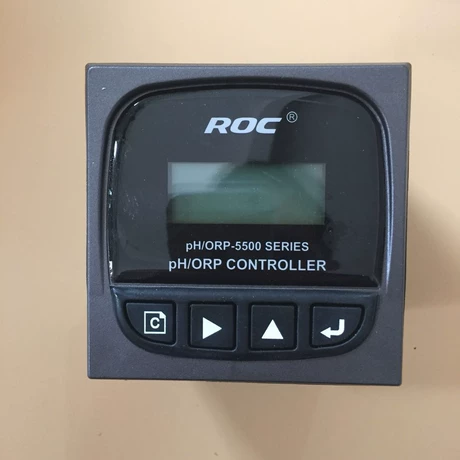 ROC ®
pH/ORP-5500 SERIES
pH/ORP CONTROLLER
C